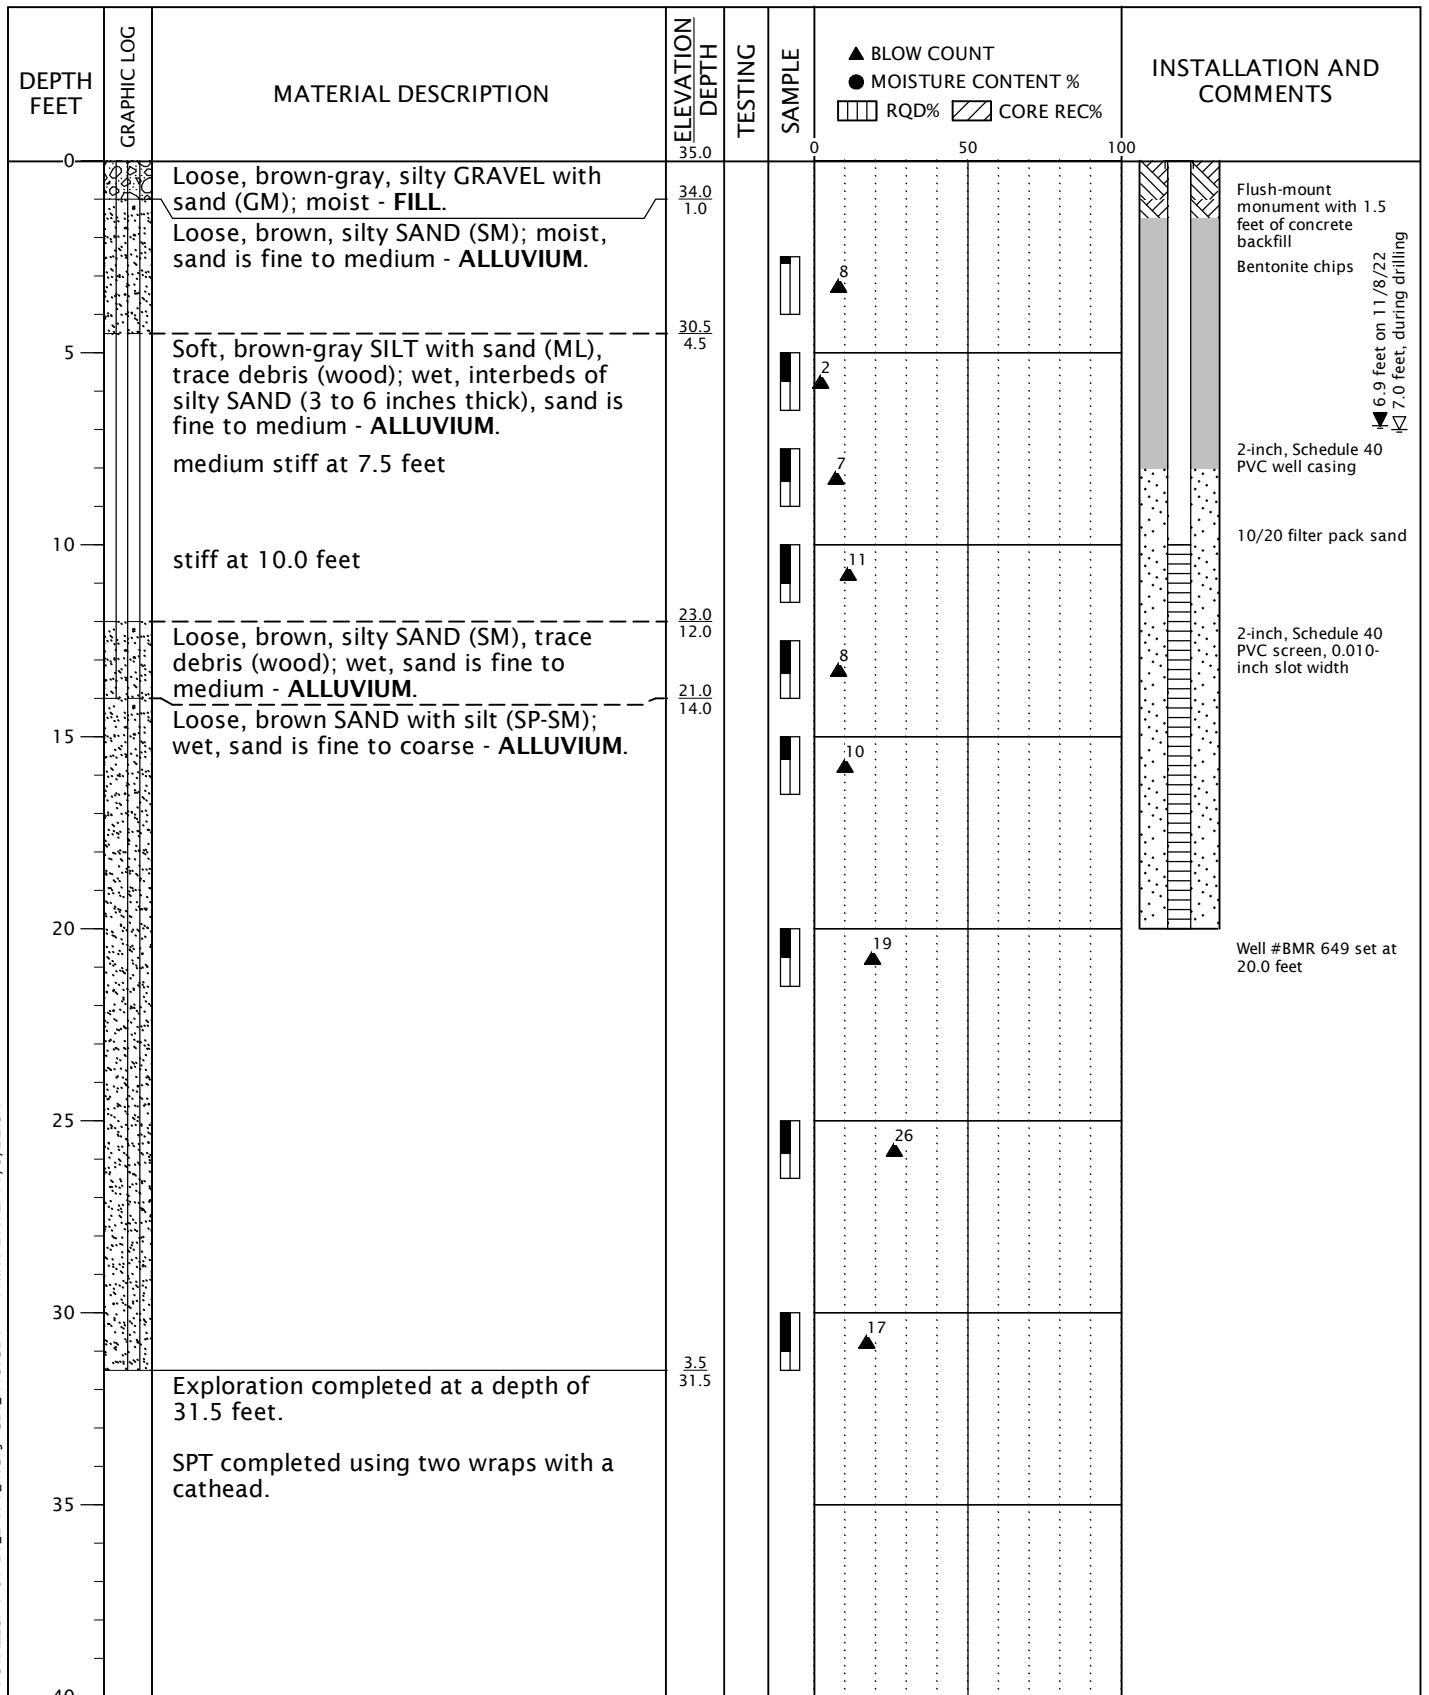 DEPTH
FEET
GRAPHIC LOG
MATERIAL DESCRIPTION
ELEVATION
DEPTH
TESTING
SAMPLE
▲ BLOW COUNT
● MOISTURE CONTENT %
RQD% CORE REC%
INSTALLATION AND
COMMENTS
35.0
0 50 100
0
Loose, brown-gray, silty GRAVEL with
sand (GM); moist - FILL.
34.0
1.0
Loose, brown, silty SAND (SM); moist,
sand is fine to medium - ALLUVIUM.
8
30.5
4.5
5
Soft, brown-gray SILT with sand (ML),
trace debris (wood); wet, interbeds of
silty SAND (3 to 6 inches thick), sand is
fine to medium - ALLUVIUM.
2
medium stiff at 7.5 feet
7
10
stiff at 10.0 feet
11
23.0
12.0
Loose, brown, silty SAND (SM), trace
debris (wood); wet, sand is fine to
medium - ALLUVIUM.
8
21.0
14.0
Loose, brown SAND with silt (SP-SM);
wet, sand is fine to coarse - ALLUVIUM.
15
10
20
19
25
26
30
17
3.5
31.5
Exploration completed at a depth of
31.5 feet.
SPT completed using two wraps with a
cathead.
35
Flush-mount
monument with 1.5
feet of concrete
backfill
Bentonite chips
6.9 feet on 11/8/22
7.0 feet, during drilling
2-inch, Schedule 40
PVC well casing
10/20 filter pack sand
2-inch, Schedule 40
PVC screen, 0.010-
inch slot width
Well #BMR 649 set at
20.0 feet
40